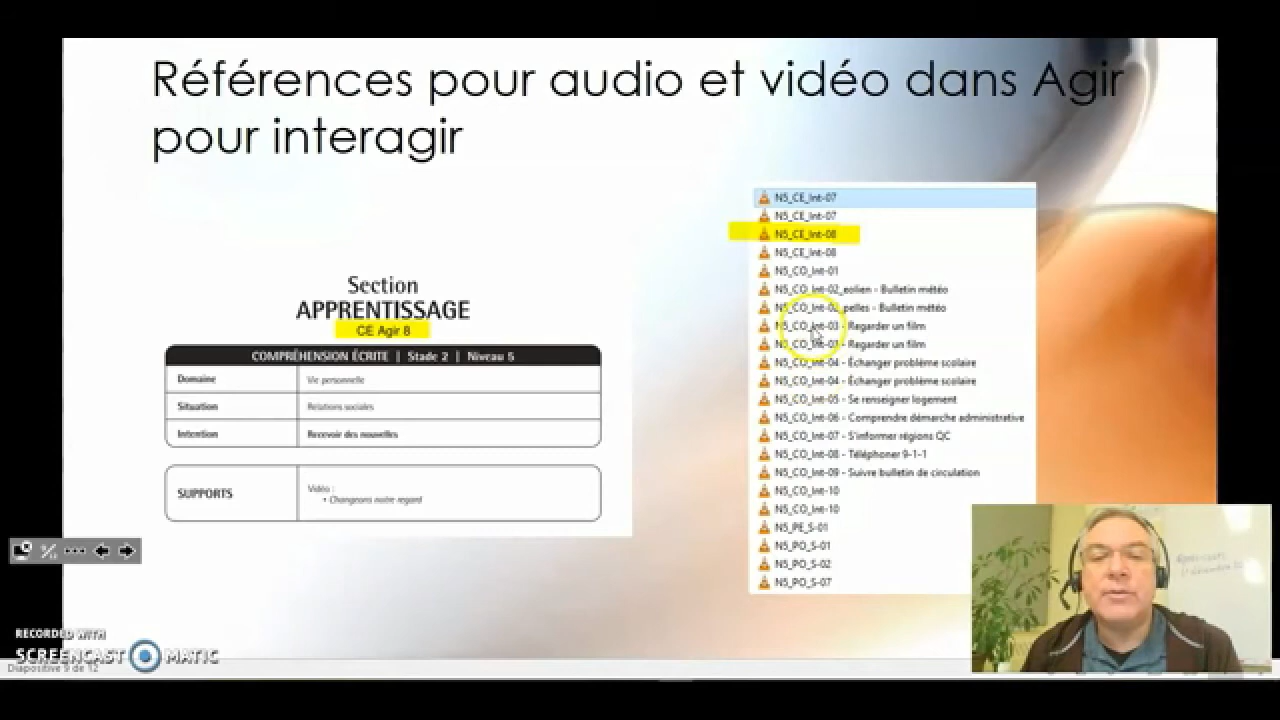 Références pour audio et vidéo dans Agir
pour interagir
Section
APPRENTISSAGE
CE Agir 8
COMPRÉHENSION ÉCRITE | Stade 2 | Niveau 5
Domaine Vie personnelle
Situation Relations sociales
Intention Recevoir des nouvelles
SUPPORTS
Vidéo :
• Changeons notre regard
N5_CE_Int-07
N5_CE_Int-07
N5_CE_Int-08
N5_CE_Int-08
N5_CO_Int-01
N5_CO_Int-02_eolien - Bulletin météo
N5_CO_Int-02_pelles - Bulletin météo
N5_CO_Int-03 - Regarder un film
N5_CO_Int-03 - Regarder un film
N5_CO_Int-04 - Échanger problème scolaire
N5_CO_Int-04 - Échanger problème scolaire
N5_CO_Int-05 - Se renseigner logement
N5_CO_Int-06 - Comprendre démarche administrative
N5_CO_Int-07 - S'informer régions QC
N5_CO_Int-08 - Téléphoner 9-1-1
N5_CO_Int-09 - Suivre bulletin de circulation
N5_CO_Int-10
N5_CO_Int-10
N5_PE_S-01
N5_PO_S-01
N5_PO_S-02
N5_PO_S-07
RECORDED WITH
SCREENCAST MATIC
Diapositive 9 de 12